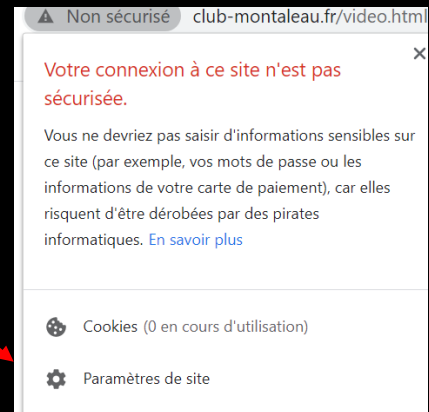 Non sécurisé club-montaleau.fr/video.html
Votre connexion à ce site n'est pas
sécurisée.
Vous ne devriez pas saisir d'informations sensibles sur
ce site (par exemple, vos mots de passe ou les
informations de votre carte de paiement), car elles
risquent d'être dérobées par des pirates
informatiques. En savoir plus
Cookies (0 en cours d'utilisation)
Paramètres de site